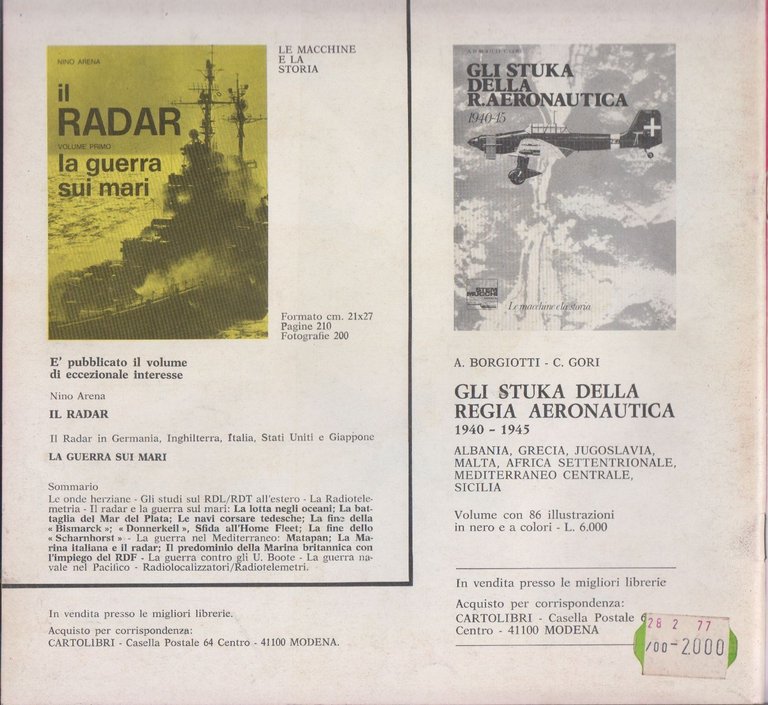 NINO ARENA
il
RADAR
VOLUME PRIMO
la guerra
sui mari
LE MACCHINE
E LA
STORIA
Formato cm. 21x27
Pagine 210
Fotografie 200
E' pubblicato il volume
di eccezionale interesse
Nino Arena
IL RADAR
Il Radar in Germania, Inghilterra, Italia, Stati Uniti e Giappone
LA GUERRA SUI MARI
Sommario
Le onde herziane - Gli studi sul RDL/RDT all'estero - La Radiotele-
metria - Il radar e la guerra sui mari: La lotta negli oceani; La bat-
taglia del Mar del Plata; Le navi corsare tedesche; La fine della
« Bismarck »; « Donnerkeil », Sfida all'Home Fleet; La fine dello
« Scharnhorst » - La guerra nel Mediterraneo: Matapan; La Ma-
rina italiana e il radar; Il predominio della Marina britannica con
l'impiego del RDF - La guerra contro gli U. Boote - La guerra na-
vale nel Pacifico - Radiolocalizzatori/Radiotelemetri.
In vendita presso le migliori librerie.
Acquisto per corrispondenza:
CARTOLIBRI - Casella Postale 64 Centro - 41100 MODENA.
GLI STUKA
DELLA
R.AERONAUTICA
1940-45
STEM
MUCCHI
Le macchine e la storia
A. BORGIOTTI - C. GORI
GLI STUKA DELLA
REGIA AERONAUTICA
1940 - 1945
ALBANIA, GRECIA, JUGOSLAVIA,
MALTA, AFRICA SETTENTRIONALE,
MEDITERRANEO CENTRALE,
SICILIA
Volume con 86 illustrazioni
in nero e a colori - L. 6.000
In vendita presso le migliori librerie
Acquisto per corrispondenza:
CARTOLIBRI - Casella Postale
Centro - 41100 MODENA
28 2 77
/00-2000